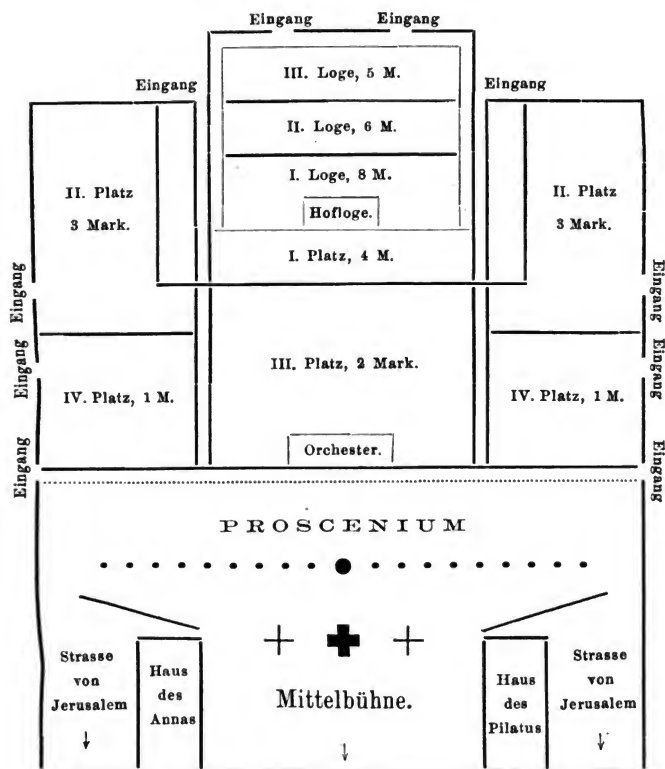 Eingang
Eingang
III. Loge, 5 M.
Eingang
Eingang
II. Loge, 6 M.
I. Loge, 8 M.
II. Platz
3 Mark.
Hofloge.
II. Platz
3 Mark.
I. Platz, 4 M.
Eingang
Eingang
Eingang
III. Platz, 2 Mark.
Eingang
IV. Platz, 1 M.
IV. Platz, 1 M.
Eingang
Orchester.
Eingang
PROSCENIUM
Strasse
von
Jerusalem
Haus
des
Annas
Mittelbühne.
Haus
des
Pilatus
Strasse
von
Jerusalem